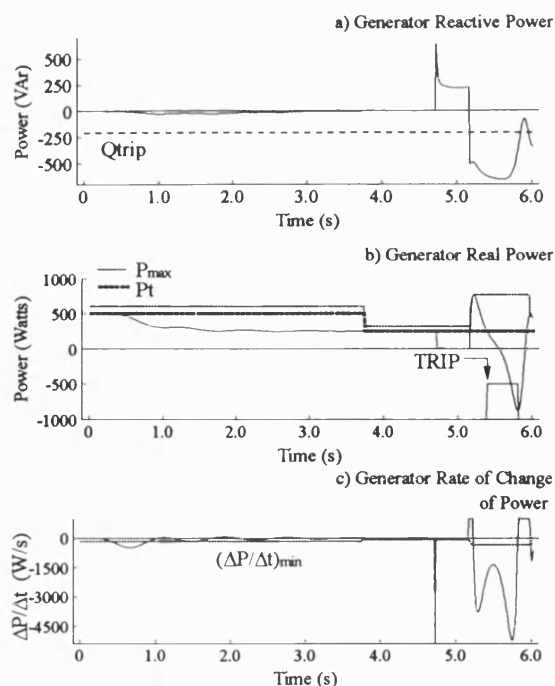 a) Generator Reactive Power
Power (VAr)
500
250
0
-250
-500
Qtrip
0 1.0 2.0 3.0 4.0 5.0 6.0
Time (s)
b) Generator Real Power
Power (Watts)
1000
500
0
-500
-1000
Pmax
Pt
TRIP
0 1.0 2.0 3.0 4.0 5.0 6.0
Time (s)
c) Generator Rate of Change
of Power
ΔP/Δt (W/s)
0
-1500
-3000
-4500
(ΔP/Δt)min
0 1.0 2.0 3.0 4.0 5.0 6.0
Time (s)